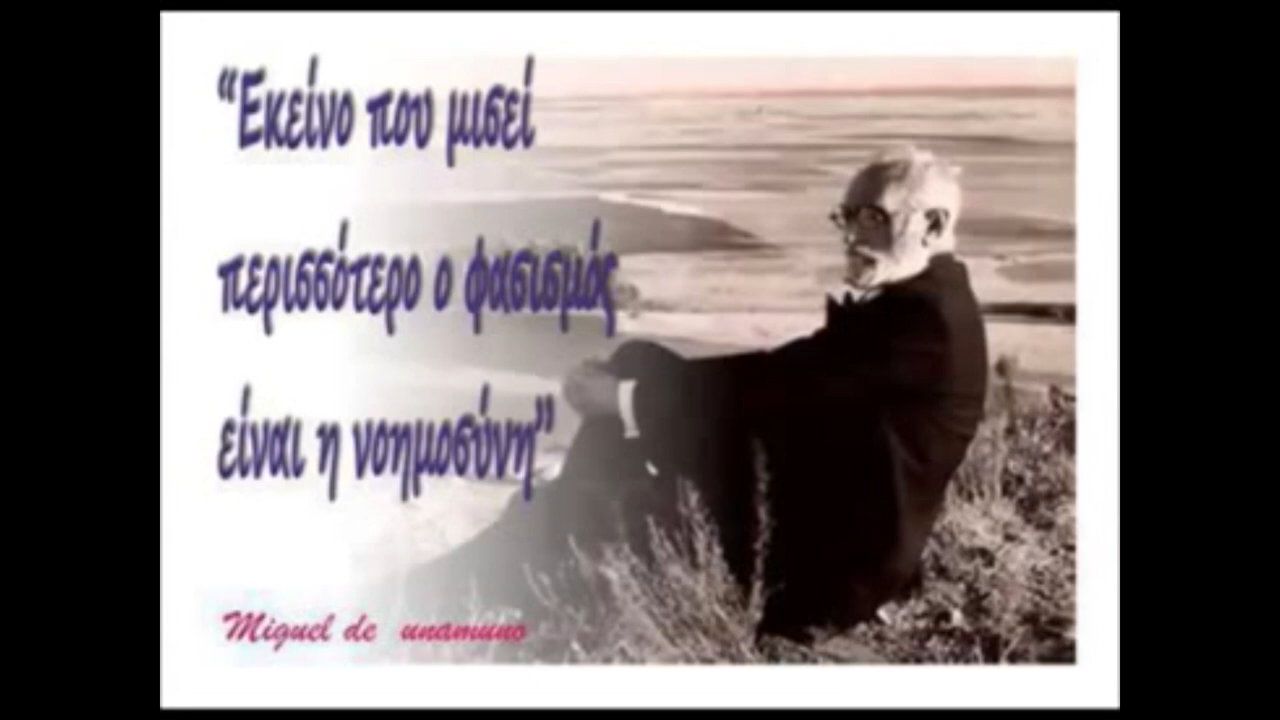 “Εκείνο που μισεί
περισσότερο ο φασισμός
είναι η νοημοσύνη”
Miguel de unamuno